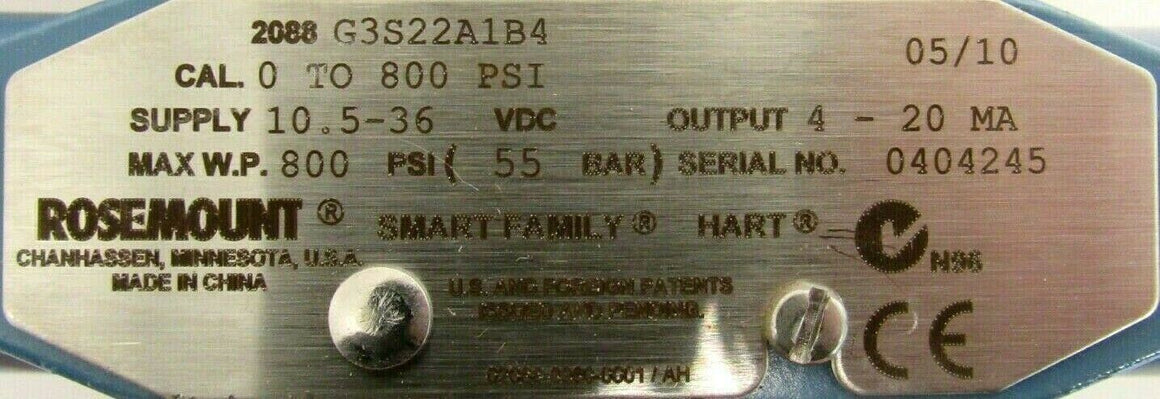 2088 G3S22A1B4 05/10
CAL. 0 TO 800 PSI
SUPPLY 10.5-36 VDC OUTPUT 4 - 20 MA
MAX W.P. 800 PSI ( 55 BAR) SERIAL NO. 0404245
ROSEMOUNT ® SMART FAMILY ® HART ®
N96
CHANHASSEN, MINNESOTA, U.S.A.
MADE IN CHINA
U.S. AND FOREIGN PATENTS
ISSUED AND PENDING.
CE
/ AH